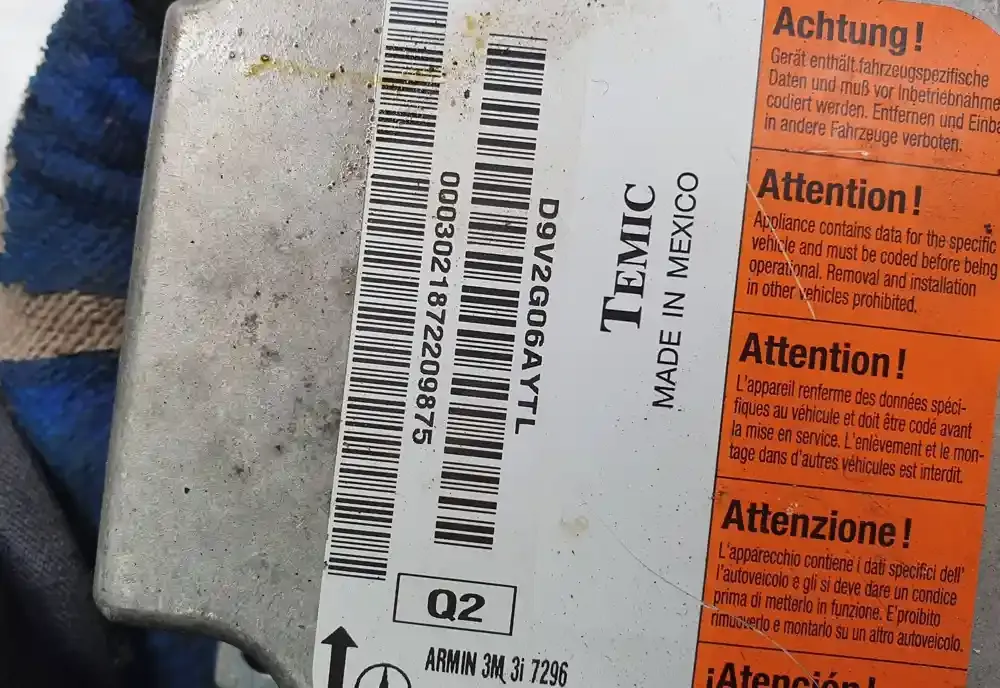 0003021872209875
D9V2G06AYTL
TEMIC
MADE IN MEXICO
Q2
ARMIN 3M 3i 7296
Achtung!
Gerät enthält fahrzeugspezifische
Daten und muß vor Inbetriebnahme
codiert werden. Entfernen und Einba
in andere Fahrzeuge verboten.
Attention!
Appliance contains data for the specific
vehicle and must be coded before being
operational. Removal and installation
in other vehicles prohibited.
Attention!
L'appareil renferme des données spéci-
fiques au véhicule et doit être codé avant
la mise en service. L'enlèvement et le mon-
tage dans d'autres véhicules est interdit.
Attenzione!
L'apparecchio contiene i dati specifici dell'
l'autoveicolo e gli si deve dare un condice
prima di metterlo in funzione. E'proibito
rimuoverlo e montarlo su un altro autoveicolo.
¡Atención!